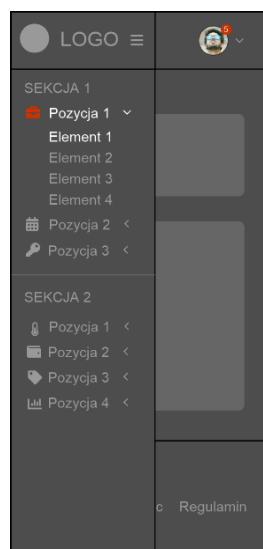 LOGO
5
SEKCJA 1
Pozycja 1
Element 1
Element 2
Element 3
Element 4
Pozycja 2
Pozycja 3
SEKCJA 2
Pozycja 1
Pozycja 2
Pozycja 3
Pozycja 4
c Regulamin